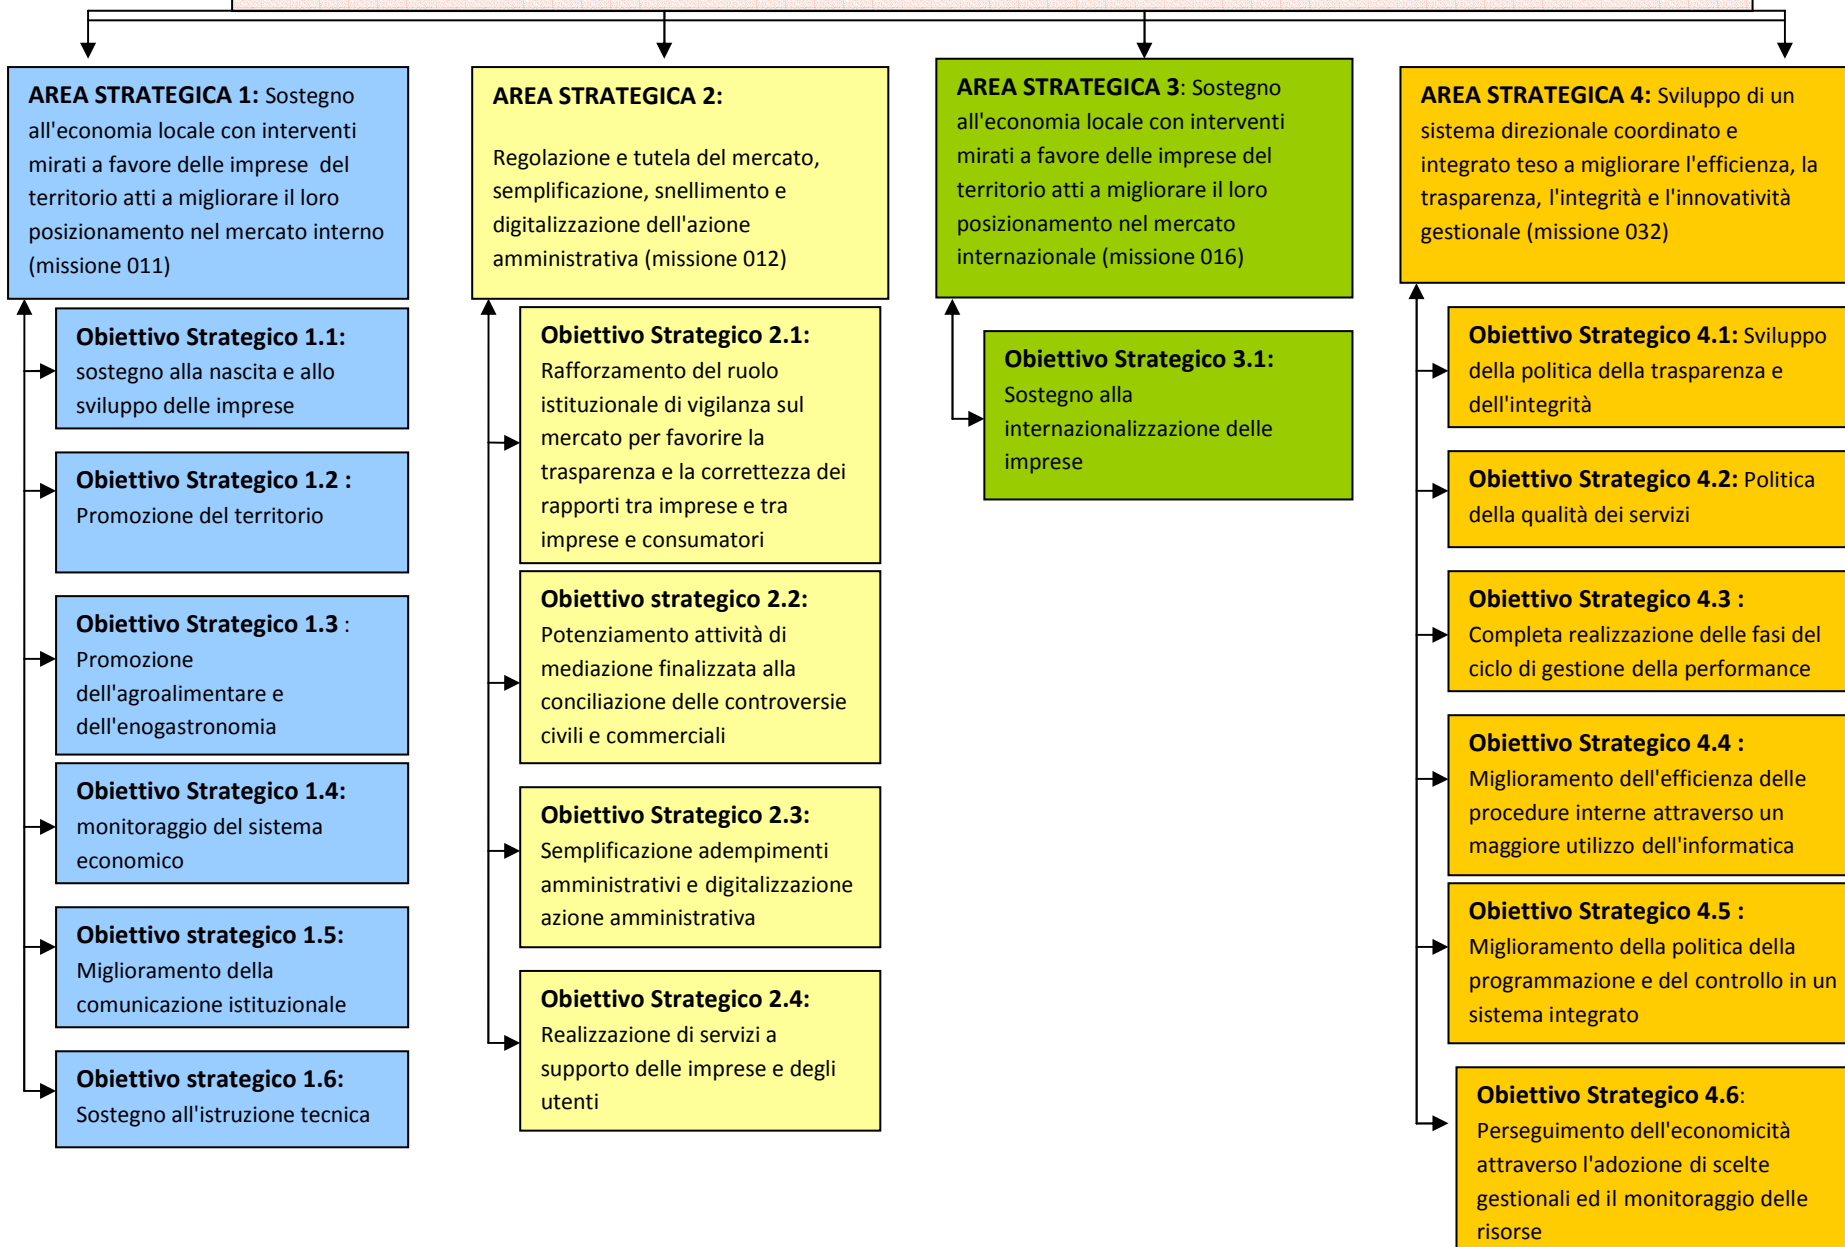 AREA STRATEGICA 1: Sostegno
all'economia locale con interventi
mirati a favore delle imprese del
territorio atti a migliorare il loro
posizionamento nel mercato interno
(missione 011)
Obiettivo Strategico 1.1:
sostegno alla nascita e allo
sviluppo delle imprese
Obiettivo Strategico 1.2 :
Promozione del territorio
Obiettivo Strategico 1.3 :
Promozione
dell'agroalimentare e
dell'enogastronomia
Obiettivo Strategico 1.4:
monitoraggio del sistema
economico
Obiettivo strategico 1.5:
Miglioramento della
comunicazione istituzionale
Obiettivo strategico 1.6:
Sostegno all'istruzione tecnica
AREA STRATEGICA 2:
Regolazione e tutela del mercato,
semplificazione, snellimento e
digitalizzazione dell'azione
amministrativa (missione 012)
Obiettivo Strategico 2.1:
Rafforzamento del ruolo
istituzionale di vigilanza sul
mercato per favorire la
trasparenza e la correttezza dei
rapporti tra imprese e tra
imprese e consumatori
Obiettivo strategico 2.2:
Potenziamento attività di
mediazione finalizzata alla
conciliazione delle controversie
civili e commerciali
Obiettivo Strategico 2.3:
Semplificazione adempimenti
amministrativi e digitalizzazione
azione amministrativa
Obiettivo Strategico 2.4:
Realizzazione di servizi a
supporto delle imprese e degli
utenti
AREA STRATEGICA 3: Sostegno
all'economia locale con interventi
mirati a favore delle imprese del
territorio atti a migliorare il loro
posizionamento nel mercato
internazionale (missione 016)
Obiettivo Strategico 3.1:
Sostegno alla
internazionalizzazione delle
imprese
AREA STRATEGICA 4: Sviluppo di un
sistema direzionale coordinato e
integrato teso a migliorare l'efficienza, la
trasparenza, l'integrità e l'innovatività
gestionale (missione 032)
Obiettivo Strategico 4.1: Sviluppo
della politica della trasparenza e
dell'integrità
Obiettivo Strategico 4.2: Politica
della qualità dei servizi
Obiettivo Strategico 4.3 :
Completa realizzazione delle fasi del
ciclo di gestione della performance
Obiettivo Strategico 4.4 :
Miglioramento dell'efficienza delle
procedure interne attraverso un
maggiore utilizzo dell'informatica
Obiettivo Strategico 4.5 :
Miglioramento della politica della
programmazione e del controllo in un
sistema integrato
Obiettivo Strategico 4.6:
Perseguimento dell'economicità
attraverso l'adozione di scelte
gestionali ed il monitoraggio delle
risorse